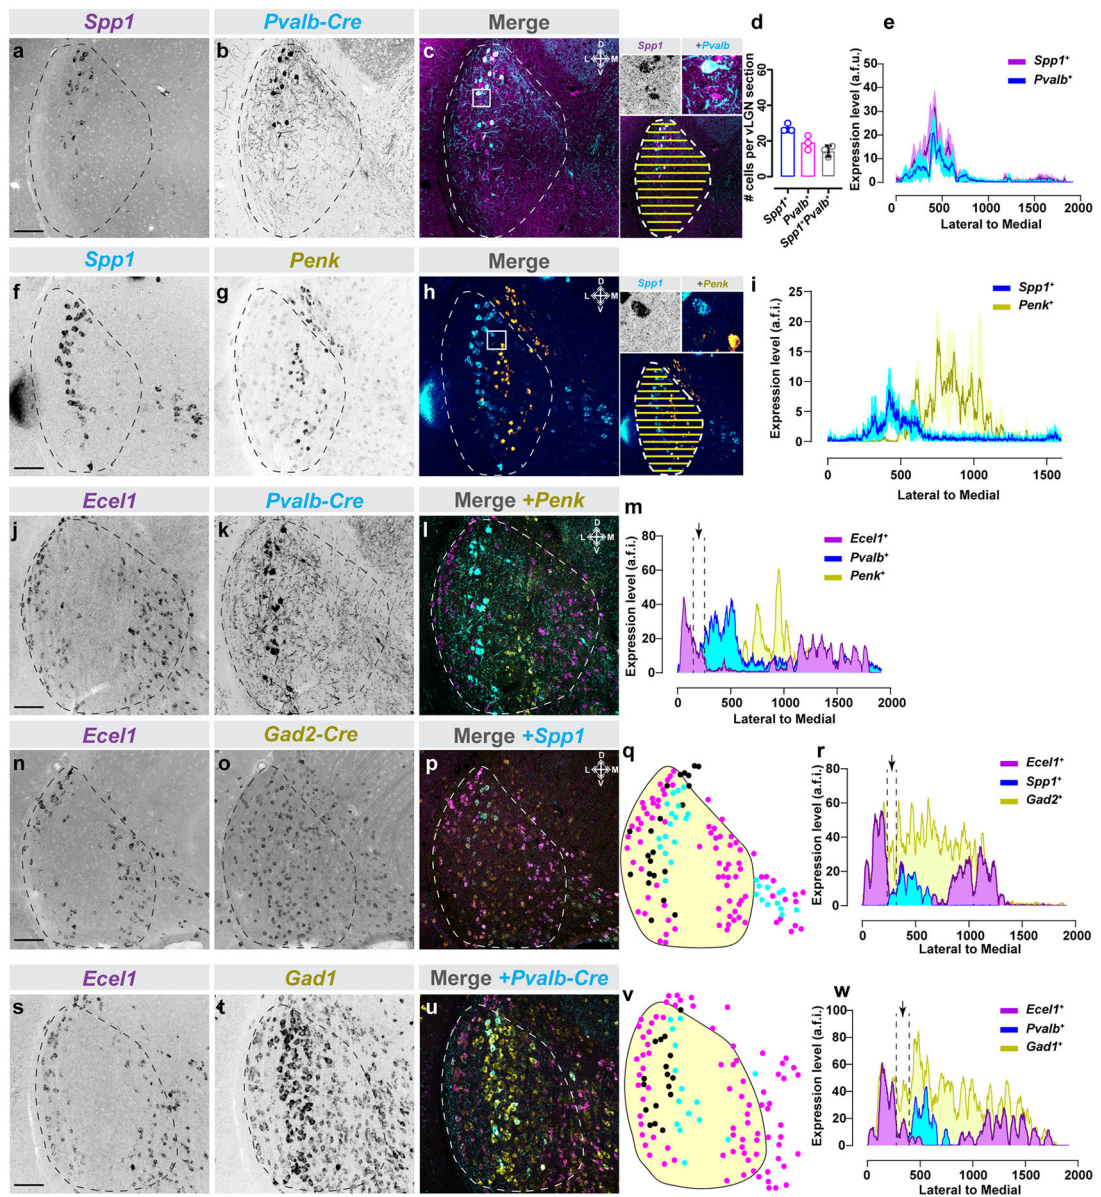 Spp1 Pvalb-Cre Merge
a b c
D
L M
V
Spp1 +Pvalb
d
# cells per vLGN section
60
40
20
0
Spp1+ Pvalb+ Spp1+Pvalb+
e
Expression level (a.f.u.)
50
40
30
20
10
0
Spp1+
Pvalb+
0 500 1000 1500 2000
Lateral to Medial
Spp1 Penk Merge
f g h
D
L M
V
Spp1 +Penk
i
Expression level (a.f.i.)
25
20
15
10
5
0
Spp1+
Penk+
0 500 1000 1500
Lateral to Medial
Ecel1 Pvalb-Cre Merge +Penk
j k l
D
L M
V
m
Expression level (a.f.i.)
80
60
40
20
0
Ecel1+
Pvalb+
Penk+
0 500 1000 1500 2000
Lateral to Medial
Ecel1 Gad2-Cre Merge +Spp1
n o p
D
L M
V
q
r
Expression level (a.f.i.)
80
60
40
20
0
Ecel1+
Spp1+
Gad2+
0 500 1000 1500 2000
Lateral to Medial
Ecel1 Gad1 Merge +Pvalb-Cre
s t u
v
w
Expression level (a.f.i.)
100
80
60
40
20
0
Ecel1+
Pvalb+
Gad1+
0 500 1000 1500 2000
Lateral to Medial